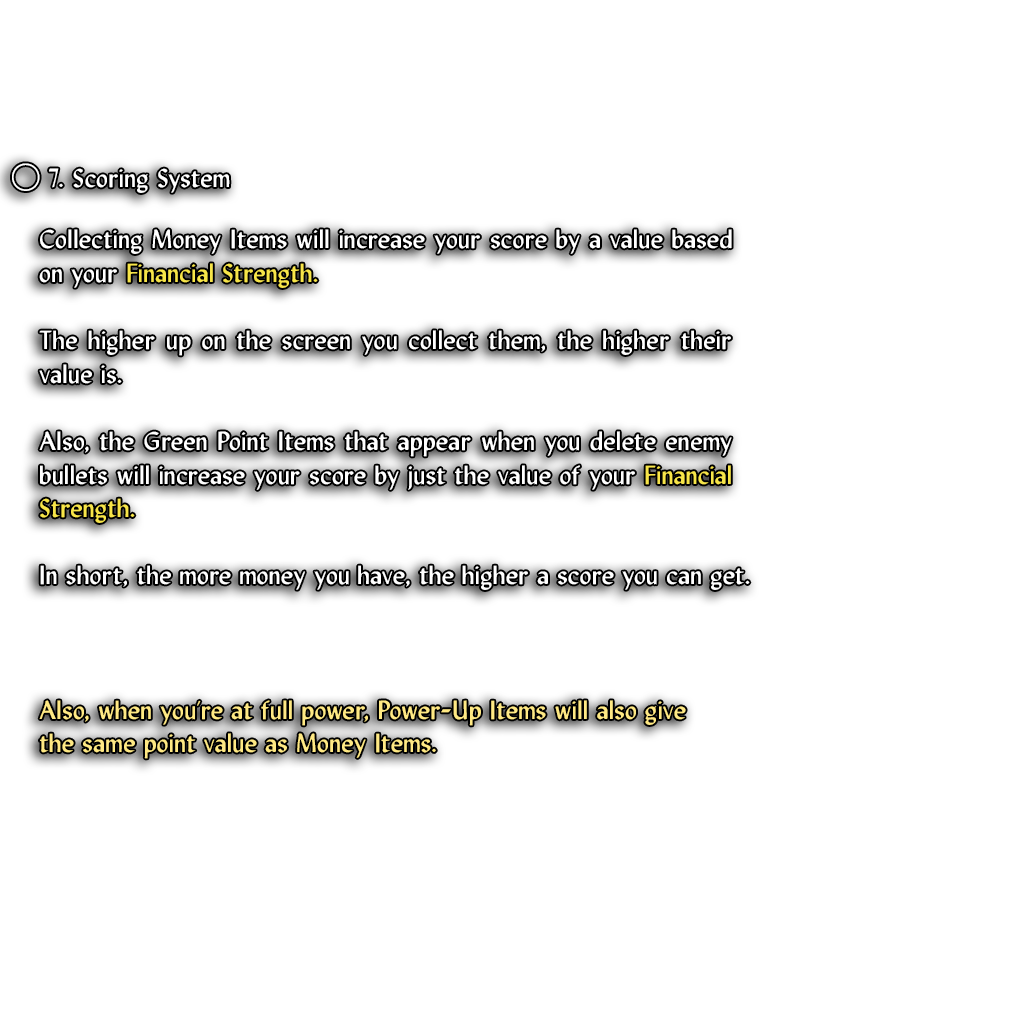 ◯ 7. Scoring System
Collecting Money Items will increase your score by a value based
on your Financial Strength.
The higher up on the screen you collect them, the higher their
value is.
Also, the Green Point Items that appear when you delete enemy
bullets will increase your score by just the value of your Financial
Strength.
In short, the more money you have, the higher a score you can get.
Also, when you're at full power, Power-Up Items will also give
the same point value as Money Items.